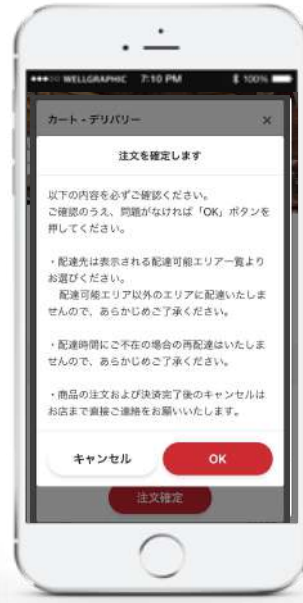 WELLGRAPHIC 7:10 PM 100%
カート - デリバリー ×
注文を確定します
以下の内容を必ずご確認ください。
ご確認のうえ、問題がなければ「OK」ボタンを
押してください。
・配達先は表示される配達可能エリア一覧より
お選びください。
配達可能エリア以外のエリアに配達いたしま
せんので、あらかじめご了承ください。
・配達時間にご不在の場合の再配達はいたしま
せんので、あらかじめご了承ください。
・商品の注文および決済完了後のキャンセルは
お店まで直接ご連絡をお願いいたします。
キャンセル OK
注文確定